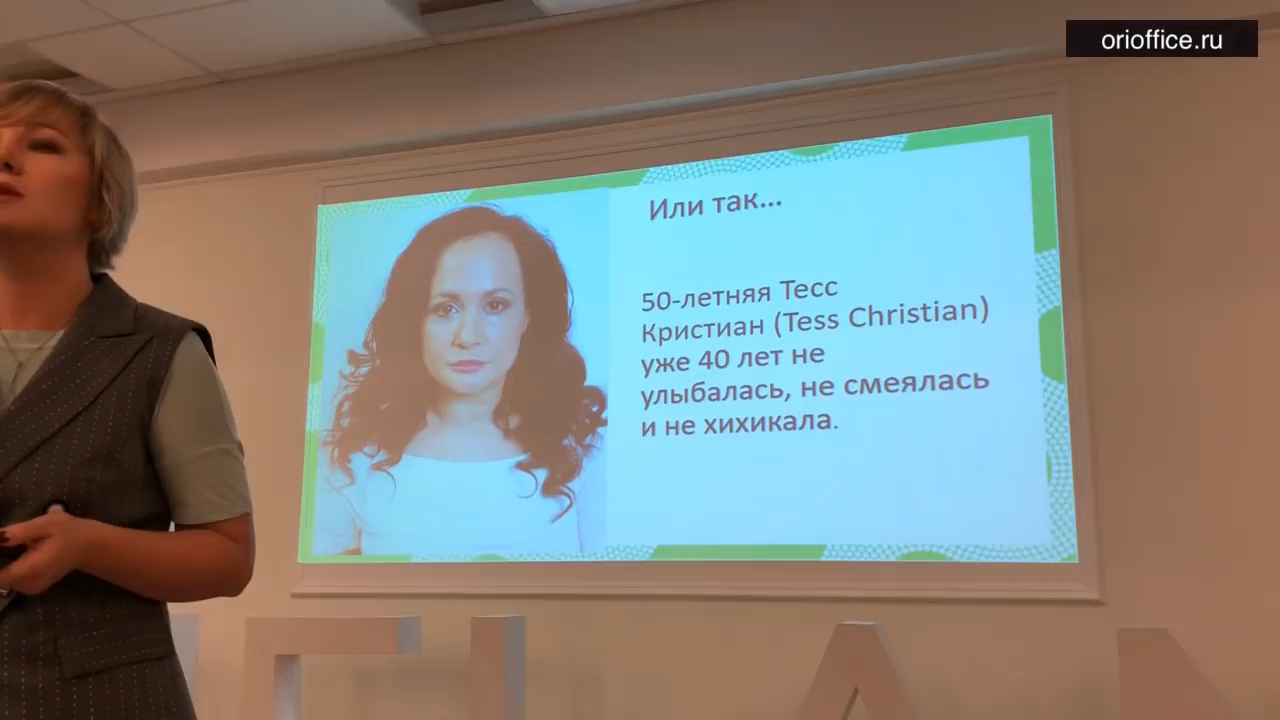 orioffice.ru
Или так...
50-летняя Тесс
Кристиан (Tess Christian)
уже 40 лет не
улыбалась, не смеялась
и не хихикала.